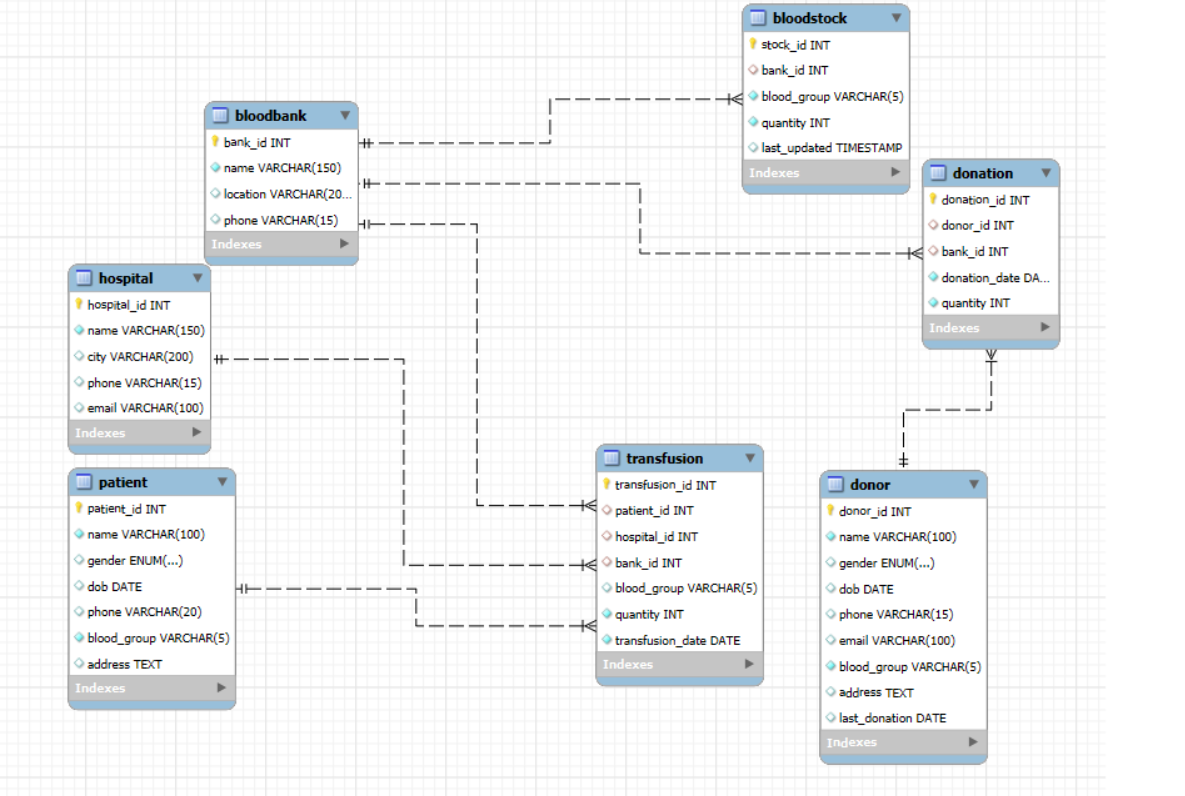 bloodstock
stock_id INT
bank_id INT
blood_group VARCHAR(5)
quantity INT
last_updated TIMESTAMP
Indexes
bloodbank
bank_id INT
name VARCHAR(150)
location VARCHAR(20...
phone VARCHAR(15)
Indexes
donation
donation_id INT
donor_id INT
bank_id INT
donation_date DA...
quantity INT
Indexes
hospital
hospital_id INT
name VARCHAR(150)
city VARCHAR(200)
phone VARCHAR(15)
email VARCHAR(100)
Indexes
patient
patient_id INT
name VARCHAR(100)
gender ENUM(...)
dob DATE
phone VARCHAR(20)
blood_group VARCHAR(5)
address TEXT
Indexes
transfusion
transfusion_id INT
patient_id INT
hospital_id INT
bank_id INT
blood_group VARCHAR(5)
quantity INT
transfusion_date DATE
Indexes
donor
donor_id INT
name VARCHAR(100)
gender ENUM(...)
dob DATE
phone VARCHAR(15)
email VARCHAR(100)
blood_group VARCHAR(5)
address TEXT
last_donation DATE
Indexes